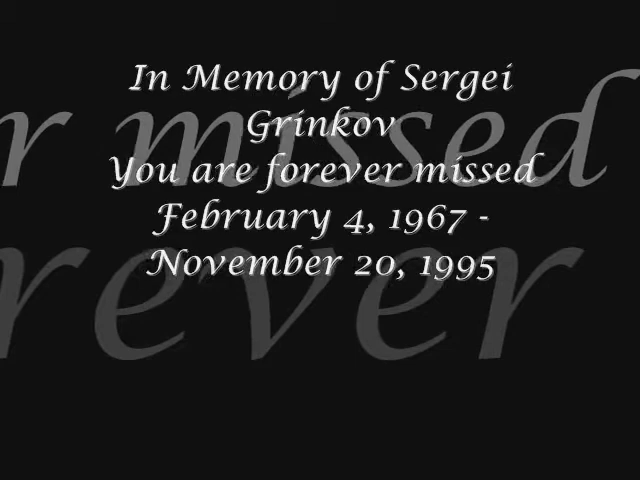 In Memory of Sergei
Grinkov
You are forever missed
February 4, 1967 -
November 20, 1995
r missed
rever